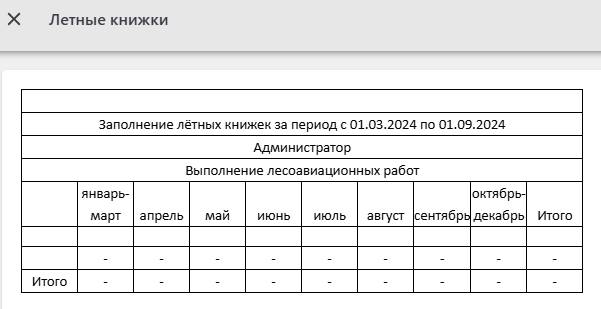 Летные книжки
Заполнение лётных книжек за период с 01.03.2024 по 01.09.2024
Администратор
Выполнение лесоавиационных работ
январь-март апрель май июнь июль август сентябрь октябрь-декабрь Итого
- - - - - - - - -
Итого - - - - - - - - -